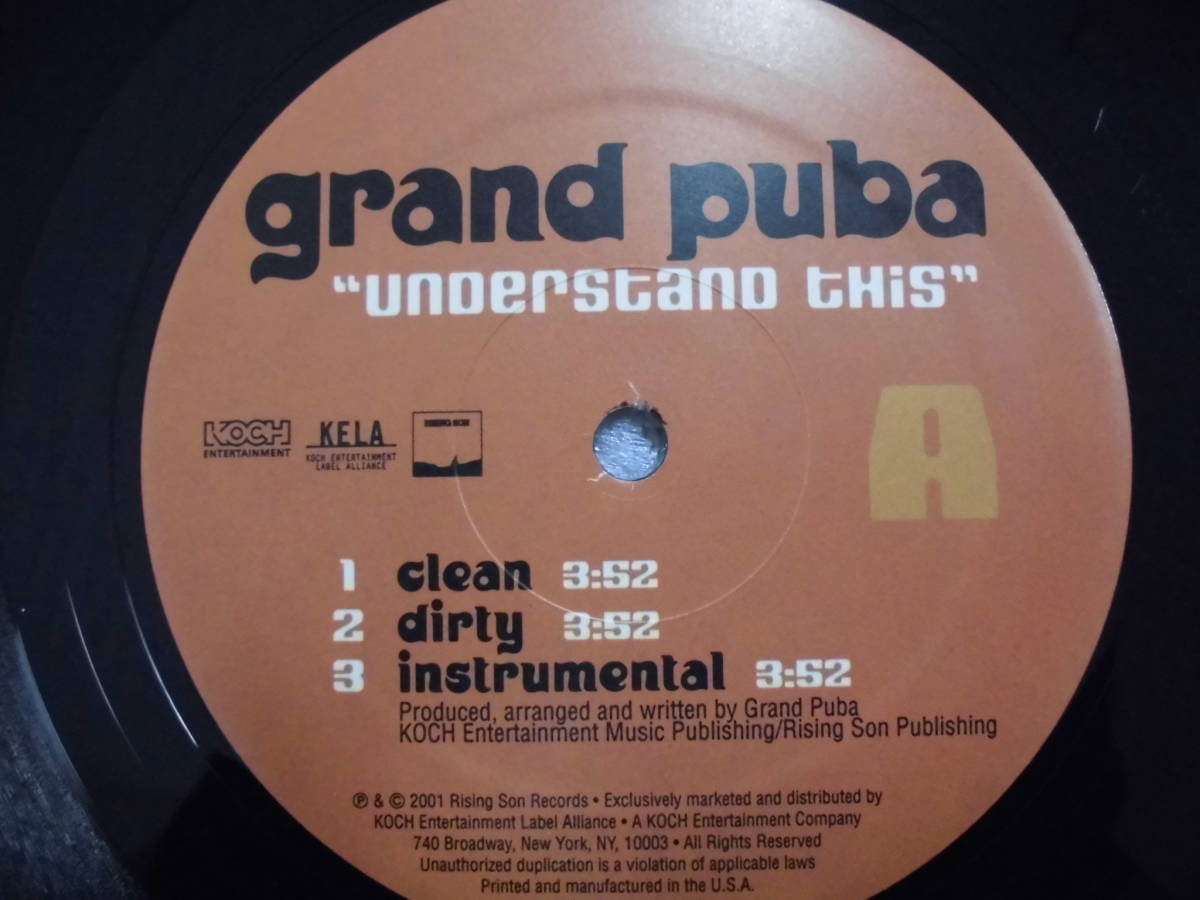 grand puba
“understand this”
KOCH
ENTERTAINMENT
KELA
KOCH ENTERTAINMENT
LABEL ALLIANCE
RISING SON
A
1 clean 3:52
2 dirty 3:52
3 instrumental 3:52
Produced, arranged and written by Grand Puba
KOCH Entertainment Music Publishing/Rising Son Publishing
℗ & © 2001 Rising Son Records • Exclusively marketed and distributed by
KOCH Entertainment Label Alliance • A KOCH Entertainment Company
740 Broadway, New York, NY, 10003 • All Rights Reserved
Unauthorized duplication is a violation of applicable laws
Printed and manufactured in the U.S.A.